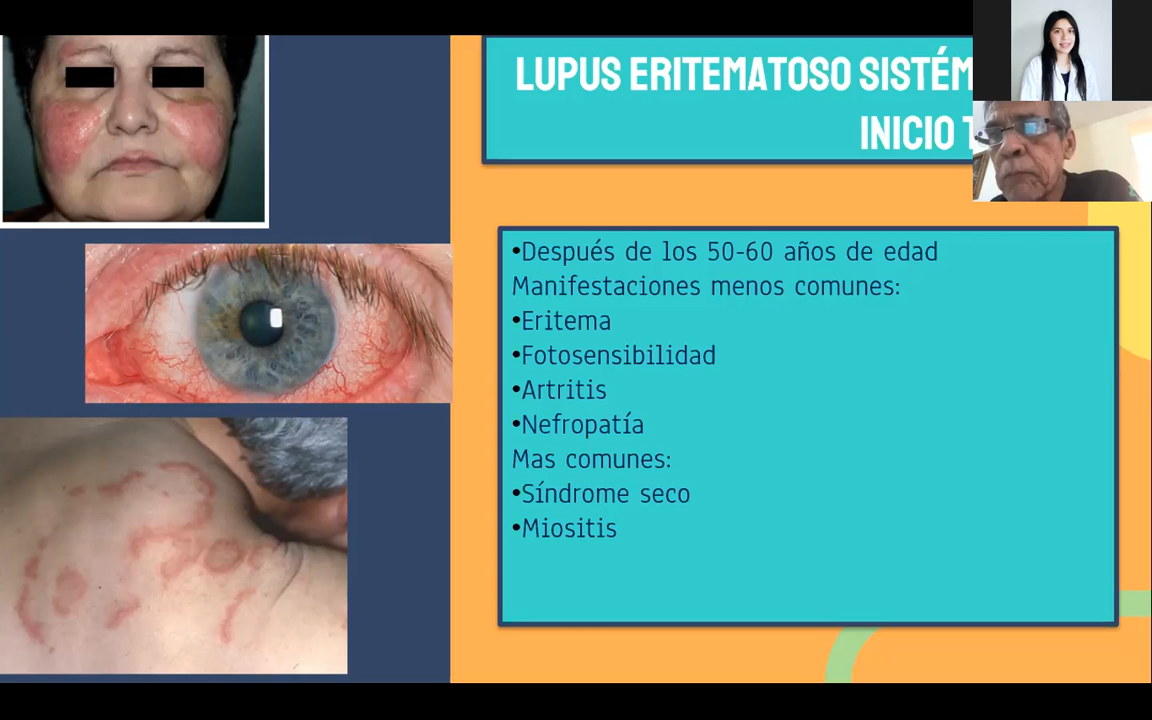 LUPUS ERITEMATOSO SISTÉM
INICIO T
•Después de los 50-60 años de edad
Manifestaciones menos comunes:
•Eritema
•Fotosensibilidad
•Artritis
•Nefropatía
Mas comunes:
•Síndrome seco
•Miositis